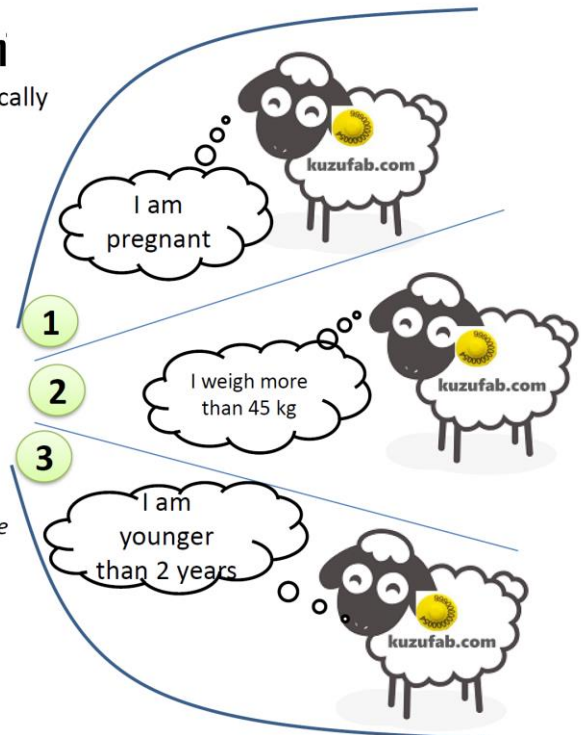 cally
I am
pregnant
kuzufab.com
1
2
I weigh more
than 45 kg
kuzufab.com
3
I am
younger
than 2 years
e
kuzufab.com